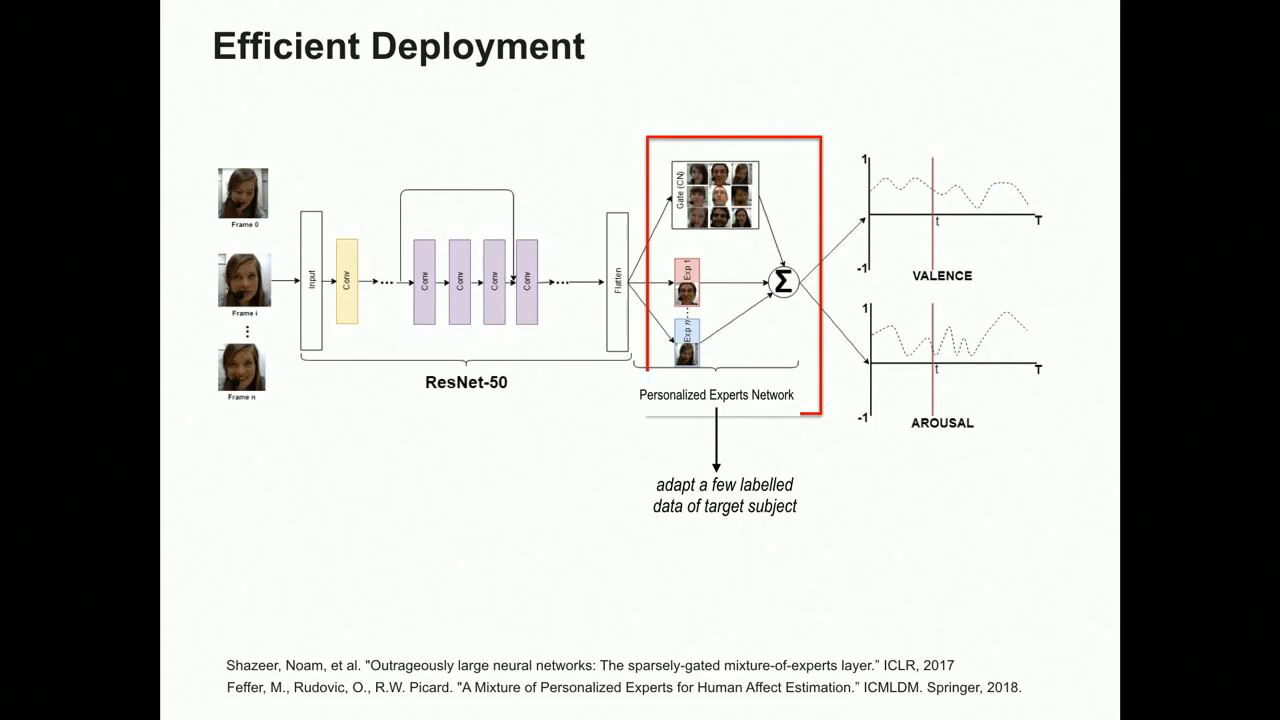 Efficient Deployment
Frame 0
Frame i
Frame n
Input
Conv
Conv
Conv
Conv
Conv
Flatten
ResNet-50
Gate (CN)
Exp 1
Exp n
Σ
Personalized Experts Network
adapt a few labelled
data of target subject
1
-1
t
T
VALENCE
1
-1
t
T
AROUSAL
Shazeer, Noam, et al. "Outrageously large neural networks: The sparsely-gated mixture-of-experts layer.” ICLR, 2017
Feffer, M., Rudovic, O., R.W. Picard. "A Mixture of Personalized Experts for Human Affect Estimation.” ICMLDM. Springer, 2018.